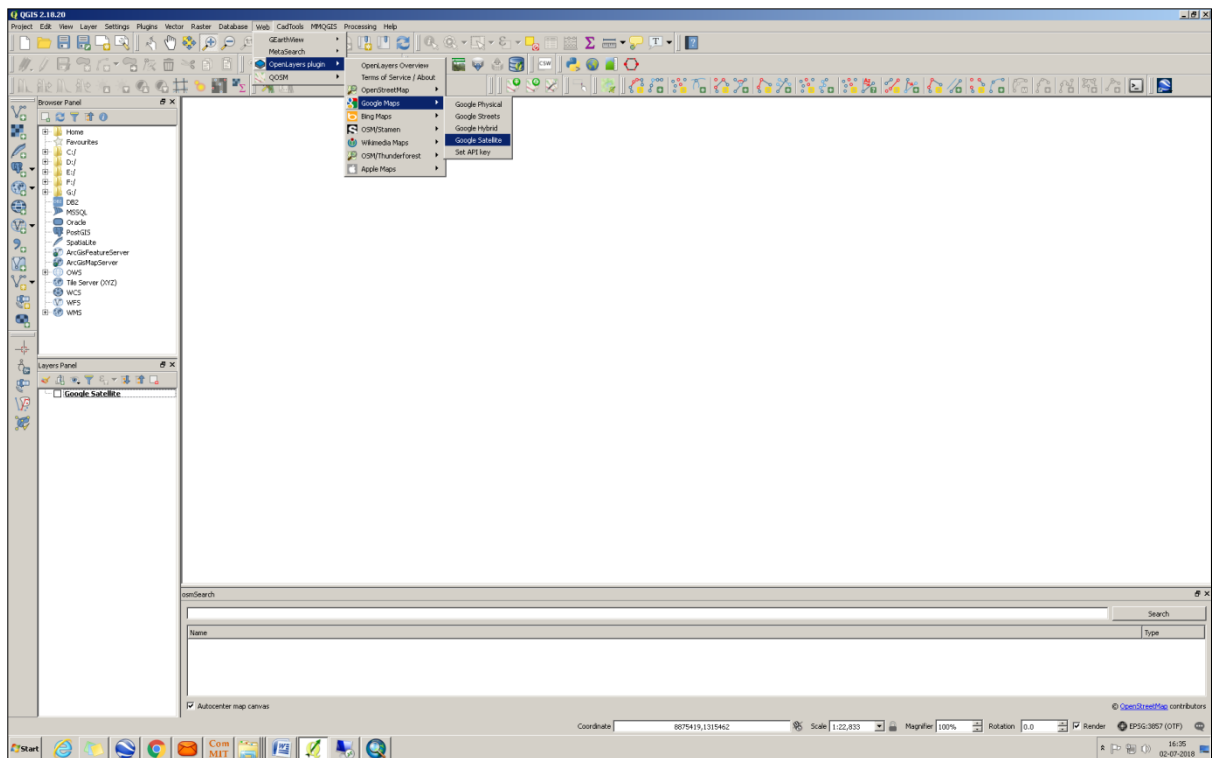 QGIS 2.18.20
Project Edit View Layer Settings Plugins Vector Raster Database Web CadTools MMQGIS Processing Help
GEarthView
MetaSearch
OpenLayers plugin
QOSM
OpenLayers Overview
Terms of Service / About
OpenStreetMap
Google Maps
Bing Maps
OSM/Stamen
Wikimedia Maps
OSM/Thunderforest
Apple Maps
Google Physical
Google Streets
Google Hybrid
Google Satellite
Set API key
CSW
Browser Panel
Home
Favourites
C:/
D:/
E:/
F:/
G:/
DB2
MSSQL
Oracle
PostGIS
SpatiaLite
ArcGisFeatureServer
ArcGisMapServer
OWS
Tile Server (XYZ)
WCS
WFS
WMS
Layers Panel
Google Satellite
osmSearch
Search
Name Type
Autocenter map canvas
© OpenStreetMap contributors
Coordinate 8875419,1315462 Scale 1:22,833 Magnifier 100% Rotation 0.0 Render EPSG:3857 (OTF)
Start
Com
MIT
16:35
02-07-2018